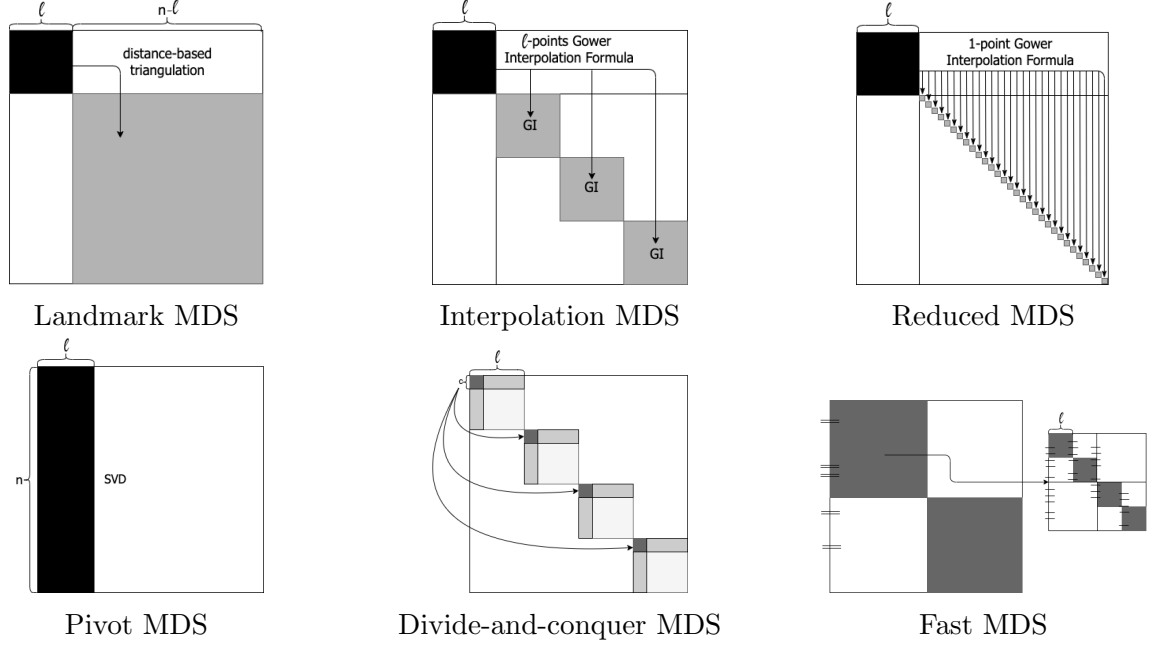 ℓ
n-ℓ
distance-based
triangulation
Landmark MDS
ℓ
ℓ-points Gower
Interpolation Formula
GI
GI
GI
Interpolation MDS
ℓ
1-point Gower
Interpolation Formula
Reduced MDS
ℓ
n
SVD
Pivot MDS
ℓ
c
Divide-and-conquer MDS
ℓ
Fast MDS